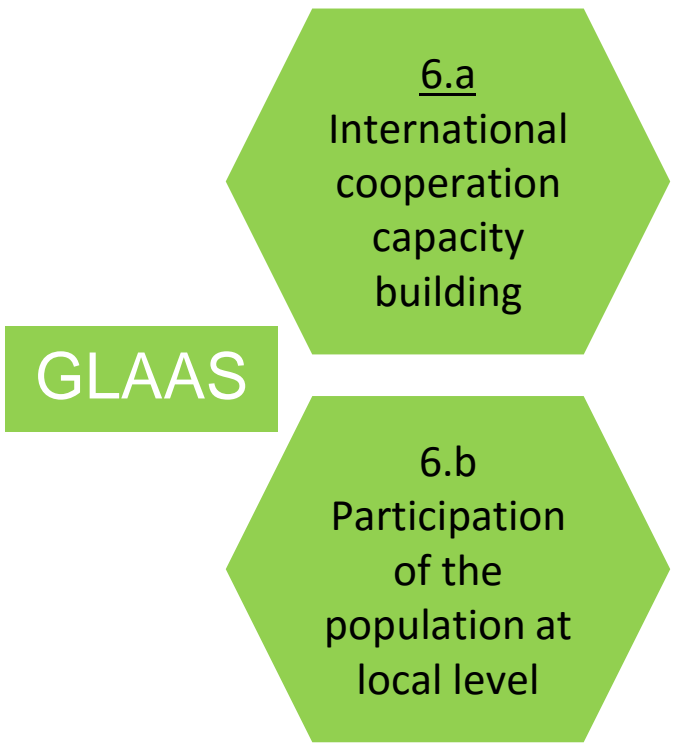 6.a
International
cooperation
capacity
building
GLAAS
6.b
Participation
of the
population at
local level